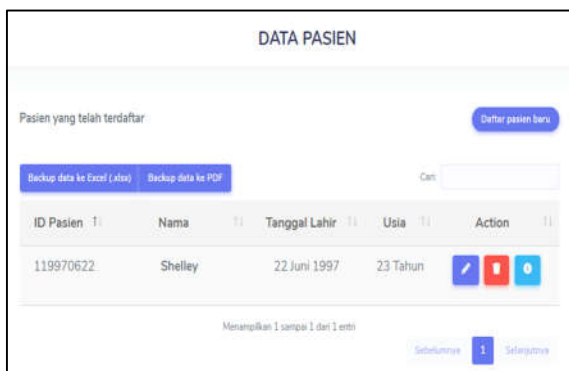 DATA PASIEN
Pasien yang telah terdaftar
Daftar pasien baru
Backup data ke Excel (.xlsx) Backup data ke PDF
Cari:
ID Pasien Nama Tanggal Lahir Usia Action
119970622 Shelley 22 Juni 1997 23 Tahun
Menampilkan 1 sampai 1 dari 1 entri
Sebelumnya 1 Selanjutnya